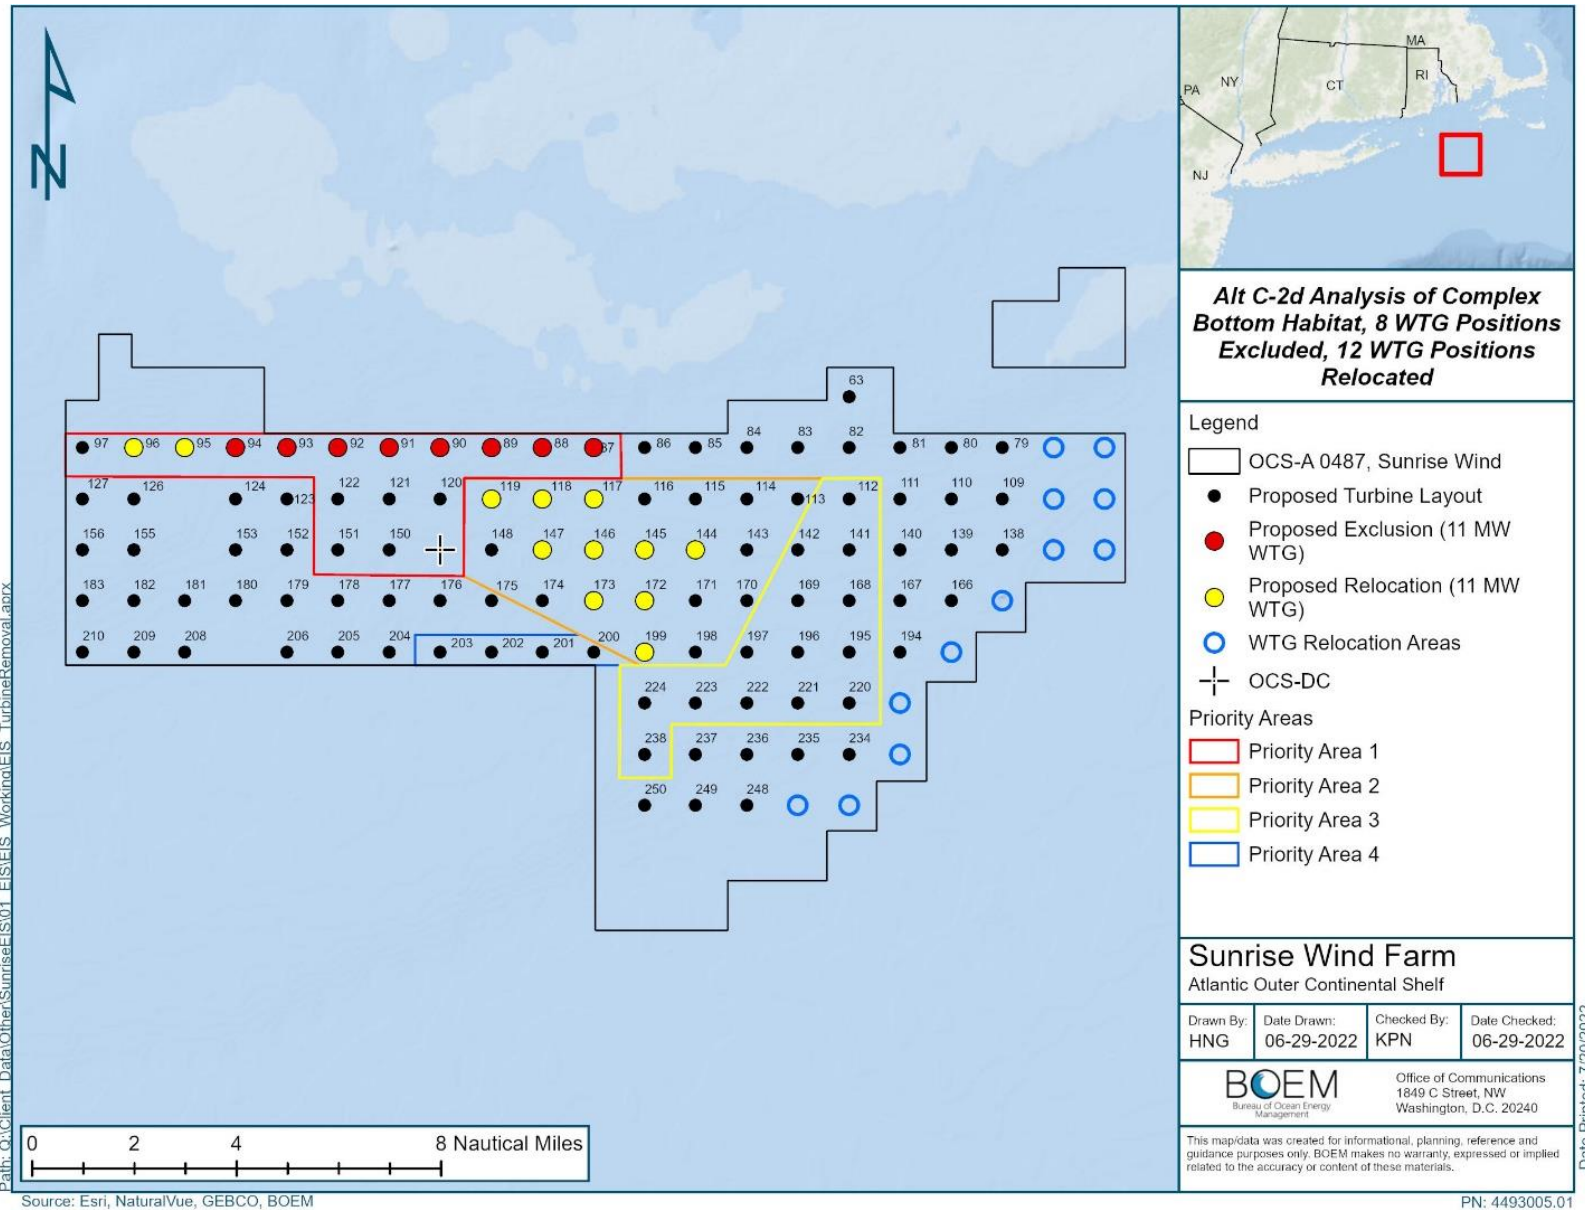 N
MA
NY
CT
RI
PA
NJ
Alt C-2d Analysis of Complex
Bottom Habitat, 8 WTG Positions
Excluded, 12 WTG Positions
Relocated
Legend
OCS-A 0487, Sunrise Wind
Proposed Turbine Layout
Proposed Exclusion (11 MW
WTG)
Proposed Relocation (11 MW
WTG)
WTG Relocation Areas
OCS-DC
Priority Areas
Priority Area 1
Priority Area 2
Priority Area 3
Priority Area 4
63
97 96 95 94 93 92 91 90 89 88 87 86 85 84 83 82 81 80 79
127 126 124 123 122 121 120 119 118 117 116 115 114 113 112 111 110 109
156 155 153 152 151 150 148 147 146 145 144 143 142 141 140 139 138
183 182 181 180 179 178 177 176 175 174 173 172 171 170 169 168 167 166
210 209 208 206 205 204 203 202 201 200 199 198 197 196 195 194
224 223 222 221 220
238 237 236 235 234
250 249 248
Sunrise Wind Farm
Atlantic Outer Continental Shelf
Drawn By: Date Drawn: Checked By: Date Checked:
HNG 06-29-2022 KPN 06-29-2022
BOEM
Bureau of Ocean Energy
Management
Office of Communications
1849 C Street, NW
Washington, D.C. 20240
This map/data was created for informational, planning, reference and
guidance purposes only. BOEM makes no warranty, expressed or implied
related to the accuracy or content of these materials.
0 2 4 8 Nautical Miles
Source: Esri, NaturalVue, GEBCO, BOEM
PN: 4493005.01
Path: Q:\Client_Data\Other\SunriseEIS\01_EIS\EIS_Working\EIS_TurbineRemoval.aprx
Date Printed: